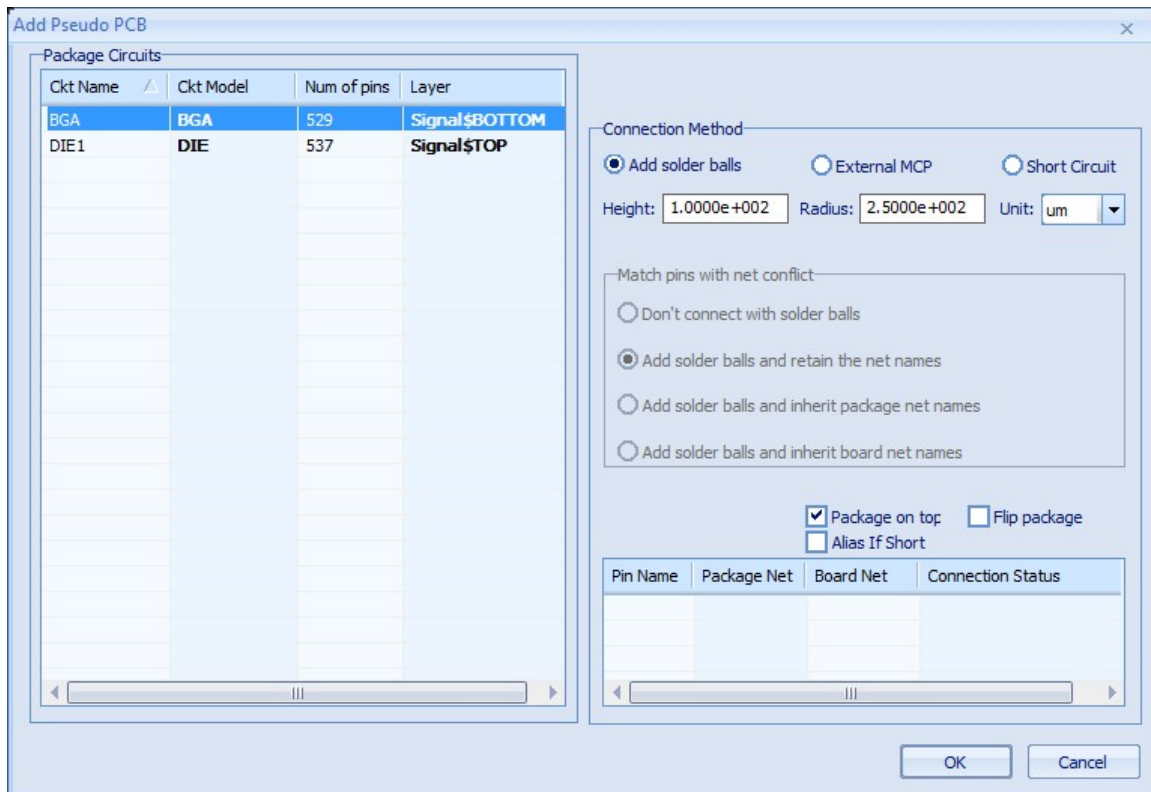 Add Pseudo PCB
Package Circuits
Ckt Name Ckt Model Num of pins Layer
BGA BGA 529 Signal$BOTTOM
DIE1 DIE 537 Signal$TOP
Connection Method
Add solder balls External MCP Short Circuit
Height: 1.0000e+002 Radius: 2.5000e+002 Unit: um
Match pins with net conflict
Don't connect with solder balls
Add solder balls and retain the net names
Add solder balls and inherit package net names
Add solder balls and inherit board net names
Package on top Flip package
Alias If Short
Pin Name Package Net Board Net Connection Status
OK Cancel